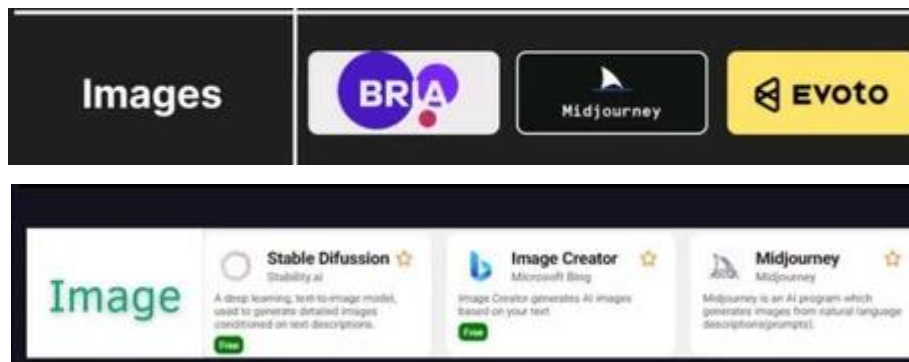 Images
BRIA
Midjourney
EVOTO
Image
Stable Difussion
Stability.ai
A deep learning, text-to-image model,
used to generate detailed images
conditioned on text descriptions.
Free
Image Creator
Microsoft Bing
Image Creator generates AI images
based on your text
Free
Midjourney
Midjourney
Midjourney is an AI program which
generates images from natural language
descriptions(prompts).